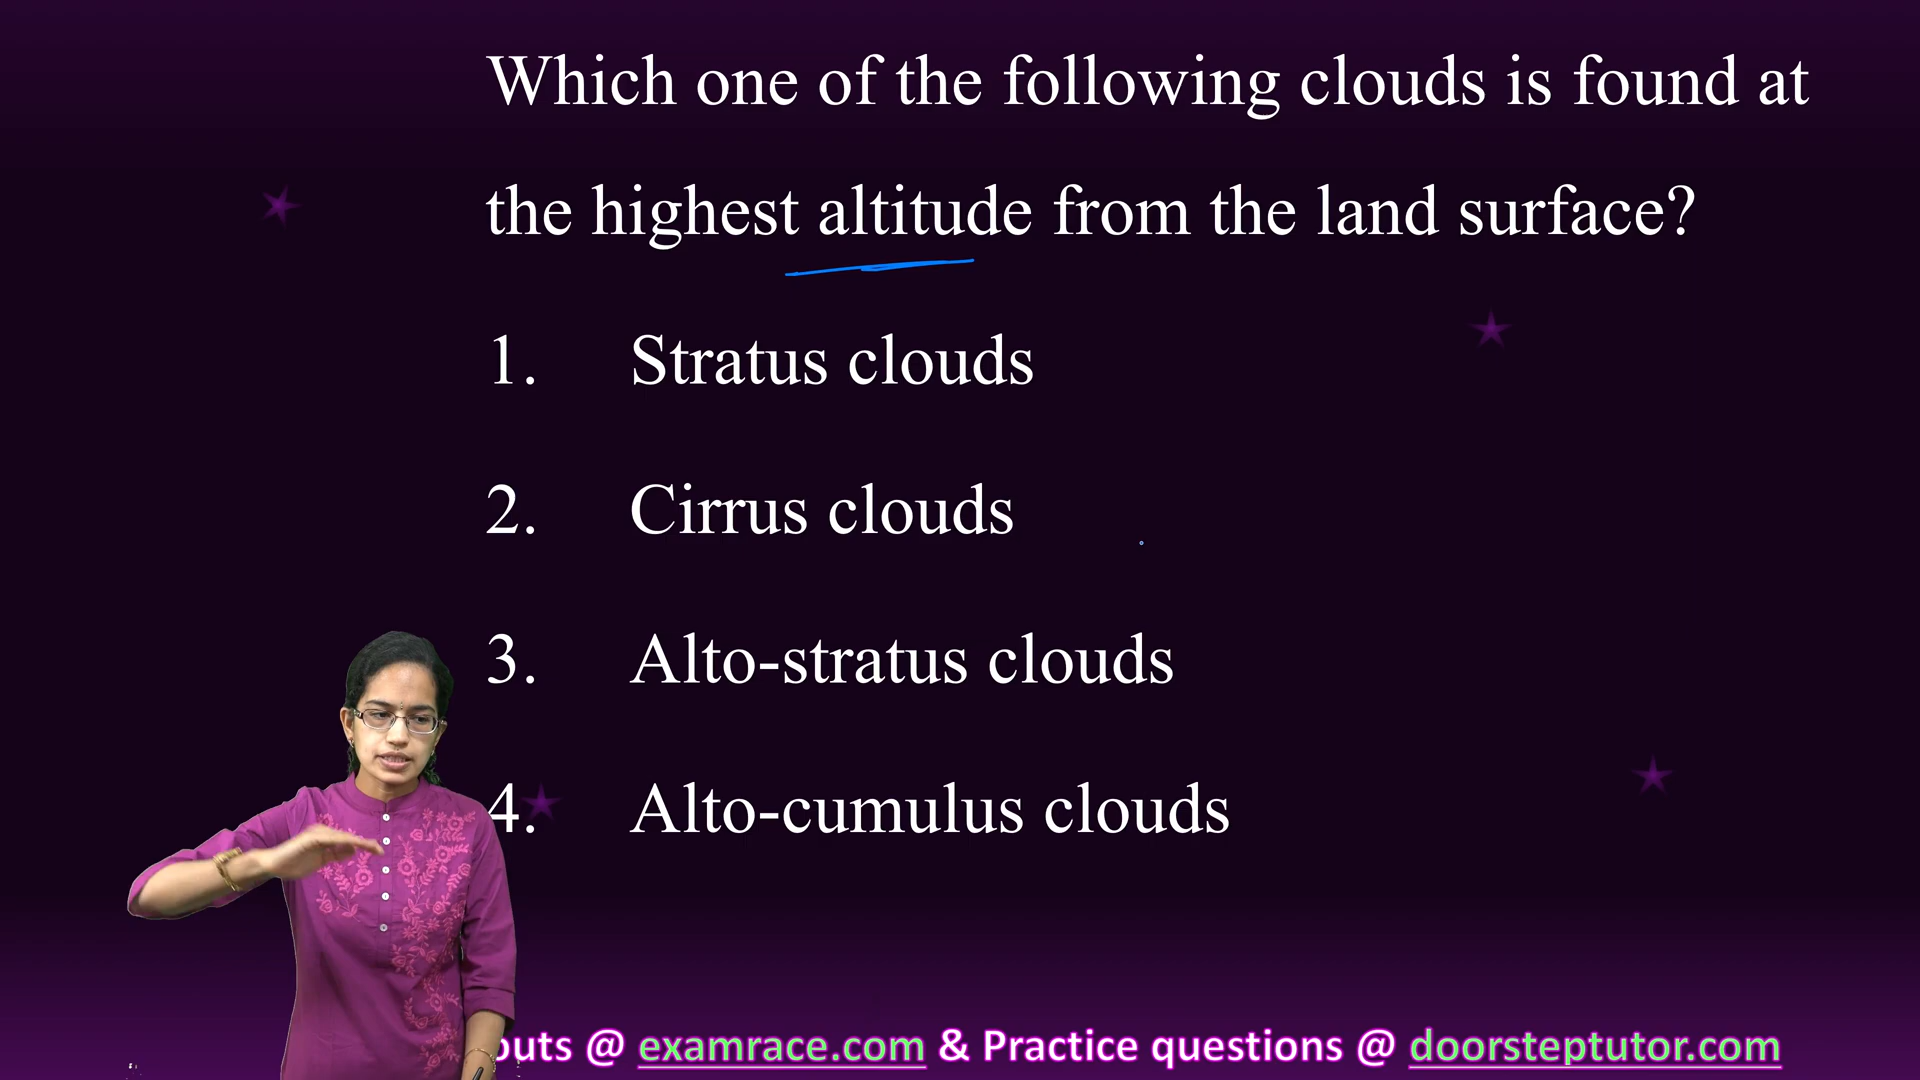 Which one of the following clouds is found at
the highest altitude from the land surface?
1. Stratus clouds
2. Cirrus clouds
3. Alto-stratus clouds
4. Alto-cumulus clouds
@ examrace.com & Practice questions @ doorsteptutor.com